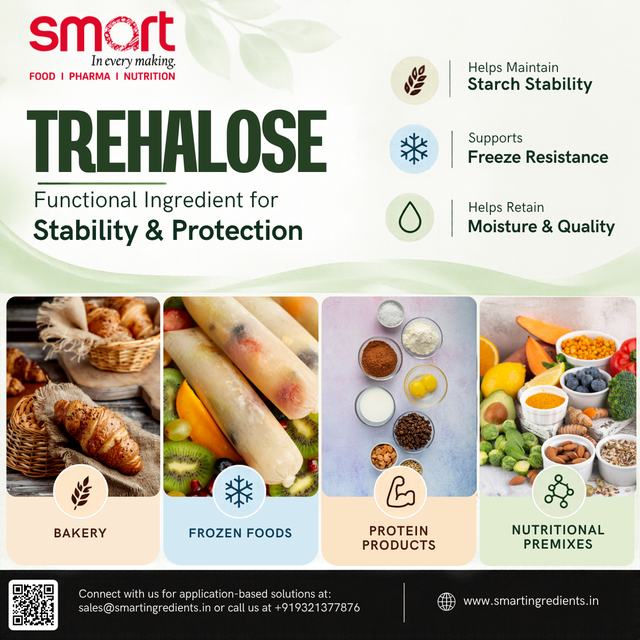 smart
In every making.
FOOD I PHARMA I NUTRITION
TREHALOSE
Functional Ingredient for
Stability & Protection
Helps Maintain
Starch Stability
Supports
Freeze Resistance
Helps Retain
Moisture & Quality
BAKERY
FROZEN FOODS
PROTEIN
PRODUCTS
NUTRITIONAL
PREMIXES
Connect with us for application-based solutions at:
sales@smartingredients.in or call us at +919321377876
www.smartingredients.in